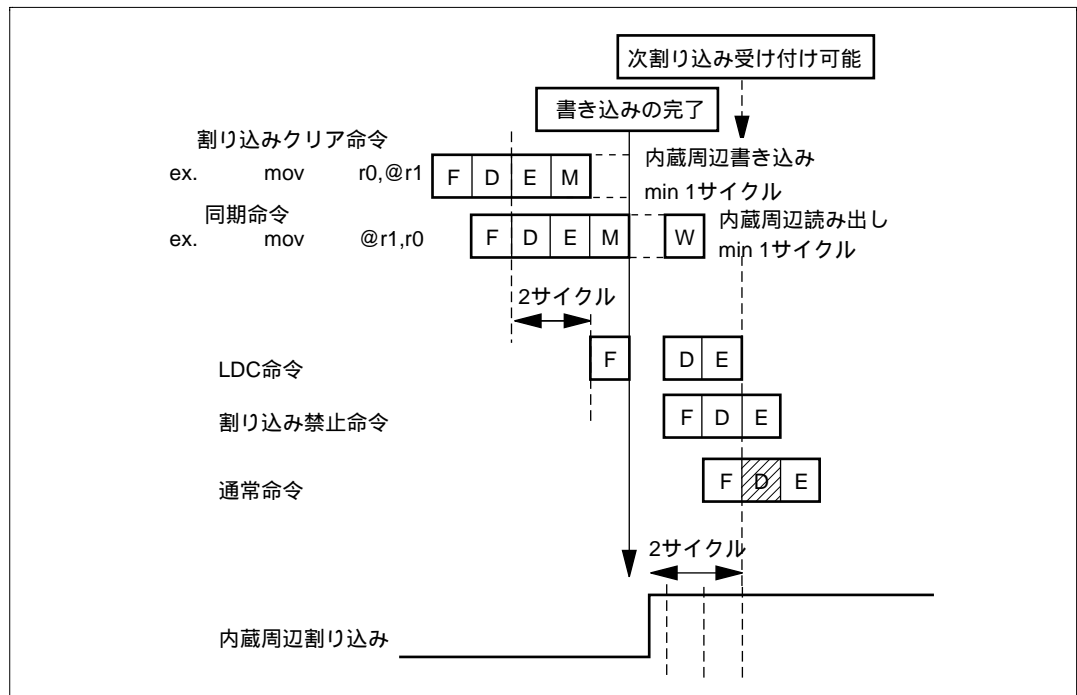 次割り込み受け付け可能
書き込みの完了
割り込みクリア命令
ex. mov r0,@r1
F D E M
内蔵周辺書き込み
min 1サイクル
同期命令
ex. mov @r1,r0
F D E M W
内蔵周辺読み出し
min 1サイクル
2サイクル
LDC命令
F D E
割り込み禁止命令
F D E
通常命令
F D E
2サイクル
内蔵周辺割り込み